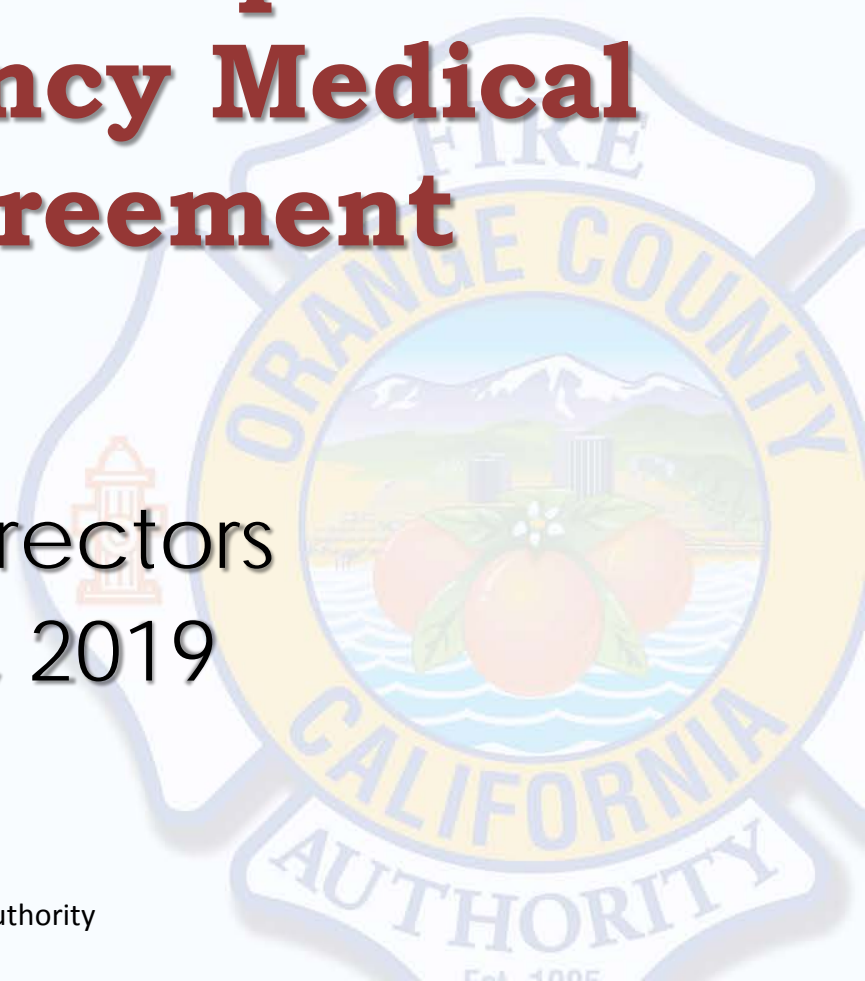 ncy Medical
reement
rectors
, 2019
uthority
FIRE
ORANGE COUNTY
CALIFORNIA
AUTHORITY